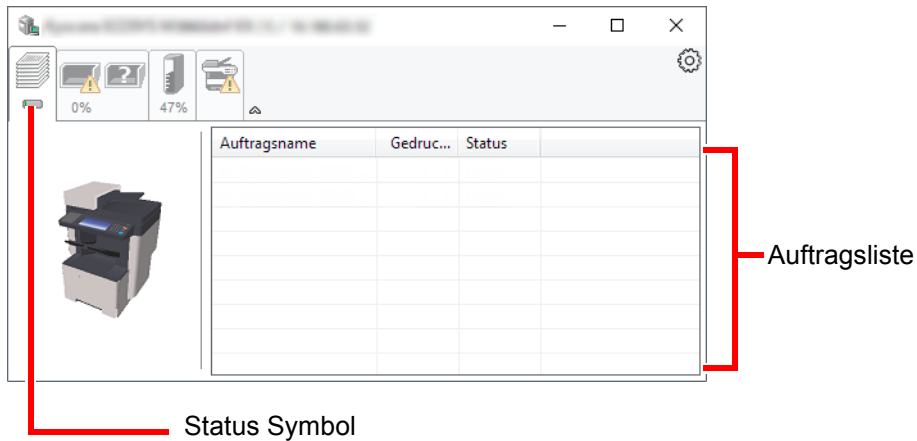 0%
47%
Auftragsname Gedruc... Status
Auftragsliste
Status Symbol